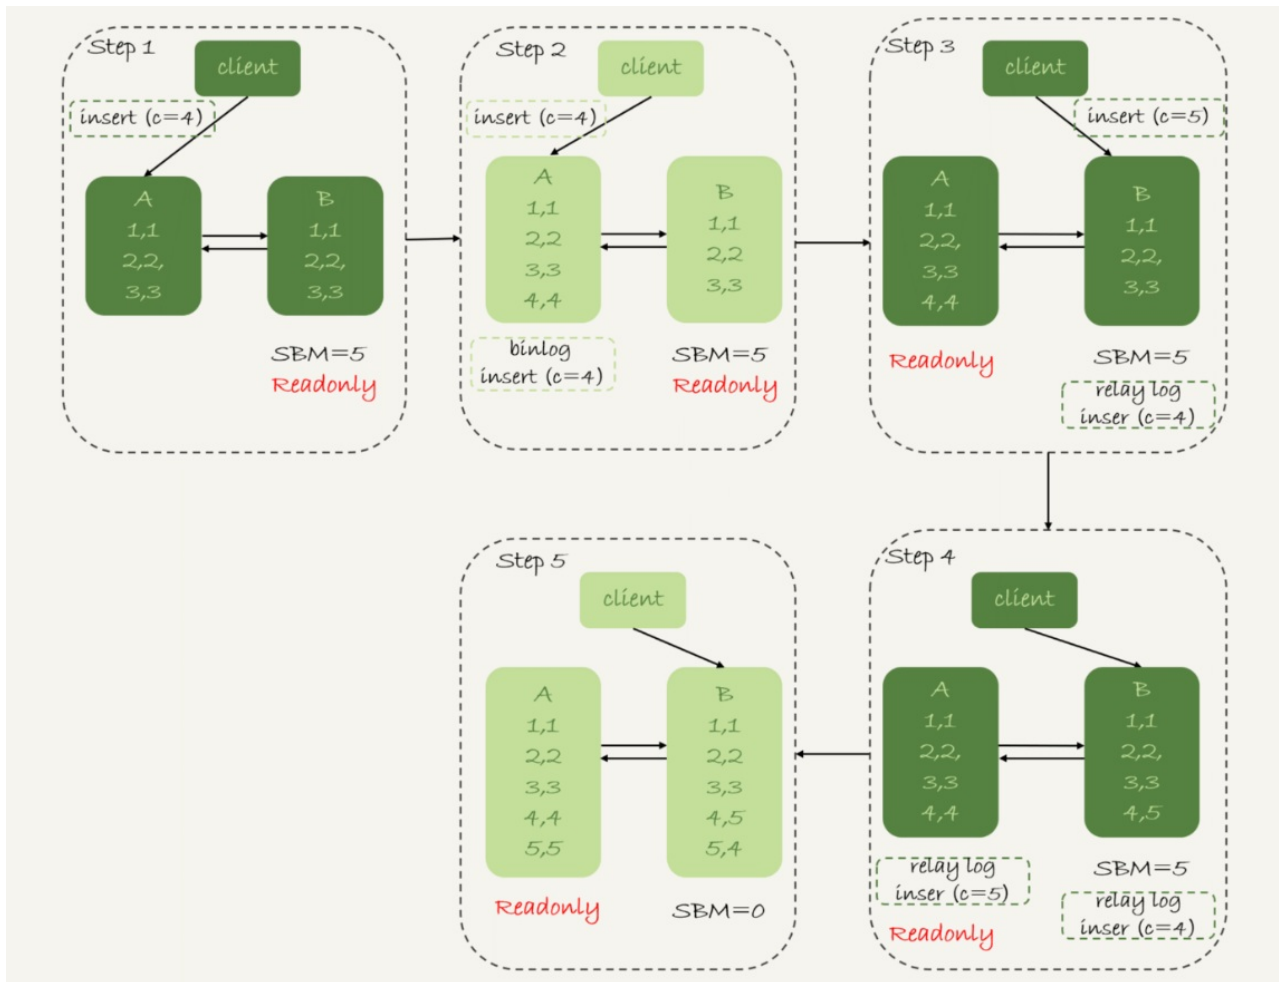 Step 1
client
insert (c=4)
A
1,1
2,2,
3,3
B
1,1
2,2,
3,3
SBM=5
Readonly
Step 2
client
insert (c=4)
A
1,1
2,2
3,3
4,4
B
1,1
2,2
3,3
binlog
insert (c=4)
SBM=5
Readonly
Step 3
client
insert (c=5)
A
1,1
2,2,
3,3
4,4
B
1,1
2,2,
3,3
Readonly
SBM=5
relay log
inser (c=4)
Step 4
client
A
1,1
2,2,
3,3
4,4
B
1,1
2,2,
3,3
4,5
relay log
inser (c=5)
Readonly
SBM=5
relay log
inser (c=4)
Step 5
client
A
1,1
2,2
3,3
4,4
5,5
B
1,1
2,2
3,3
4,5
5,4
Readonly
SBM=0